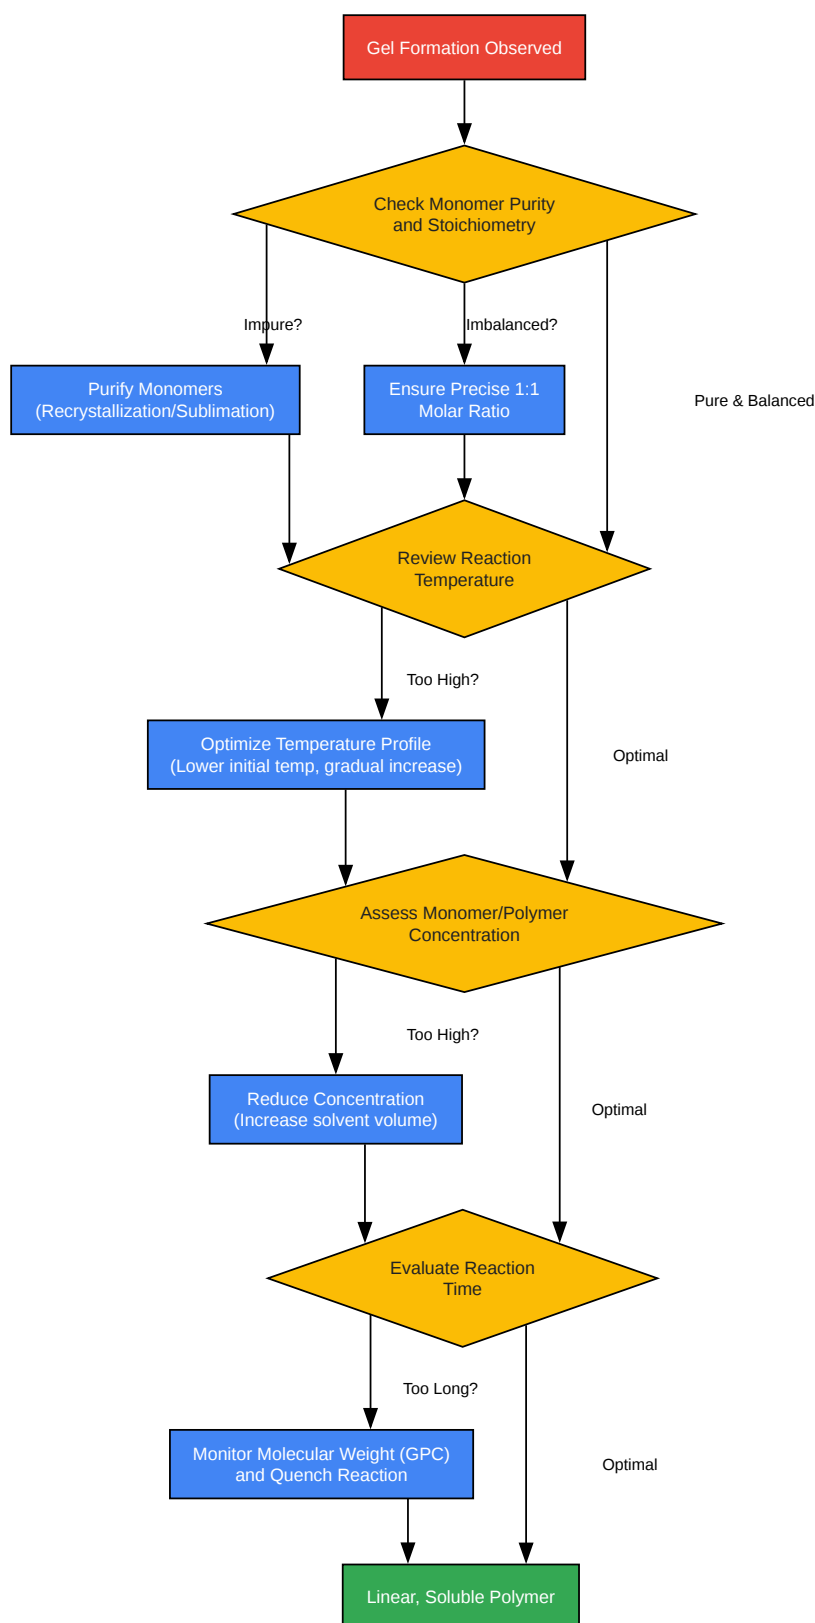 Gel Formation Observed
Check Monomer Purity
and Stoichiometry
Impure?
Imbalanced?
Purify Monomers
(Recrystallization/Sublimation)
Ensure Precise 1:1
Molar Ratio
Pure & Balanced
Review Reaction
Temperature
Too High?
Optimize Temperature Profile
(Lower initial temp, gradual increase)
Optimal
Assess Monomer/Polymer
Concentration
Too High?
Reduce Concentration
(Increase solvent volume)
Optimal
Evaluate Reaction
Time
Too Long?
Monitor Molecular Weight (GPC)
and Quench Reaction
Optimal
Linear, Soluble Polymer